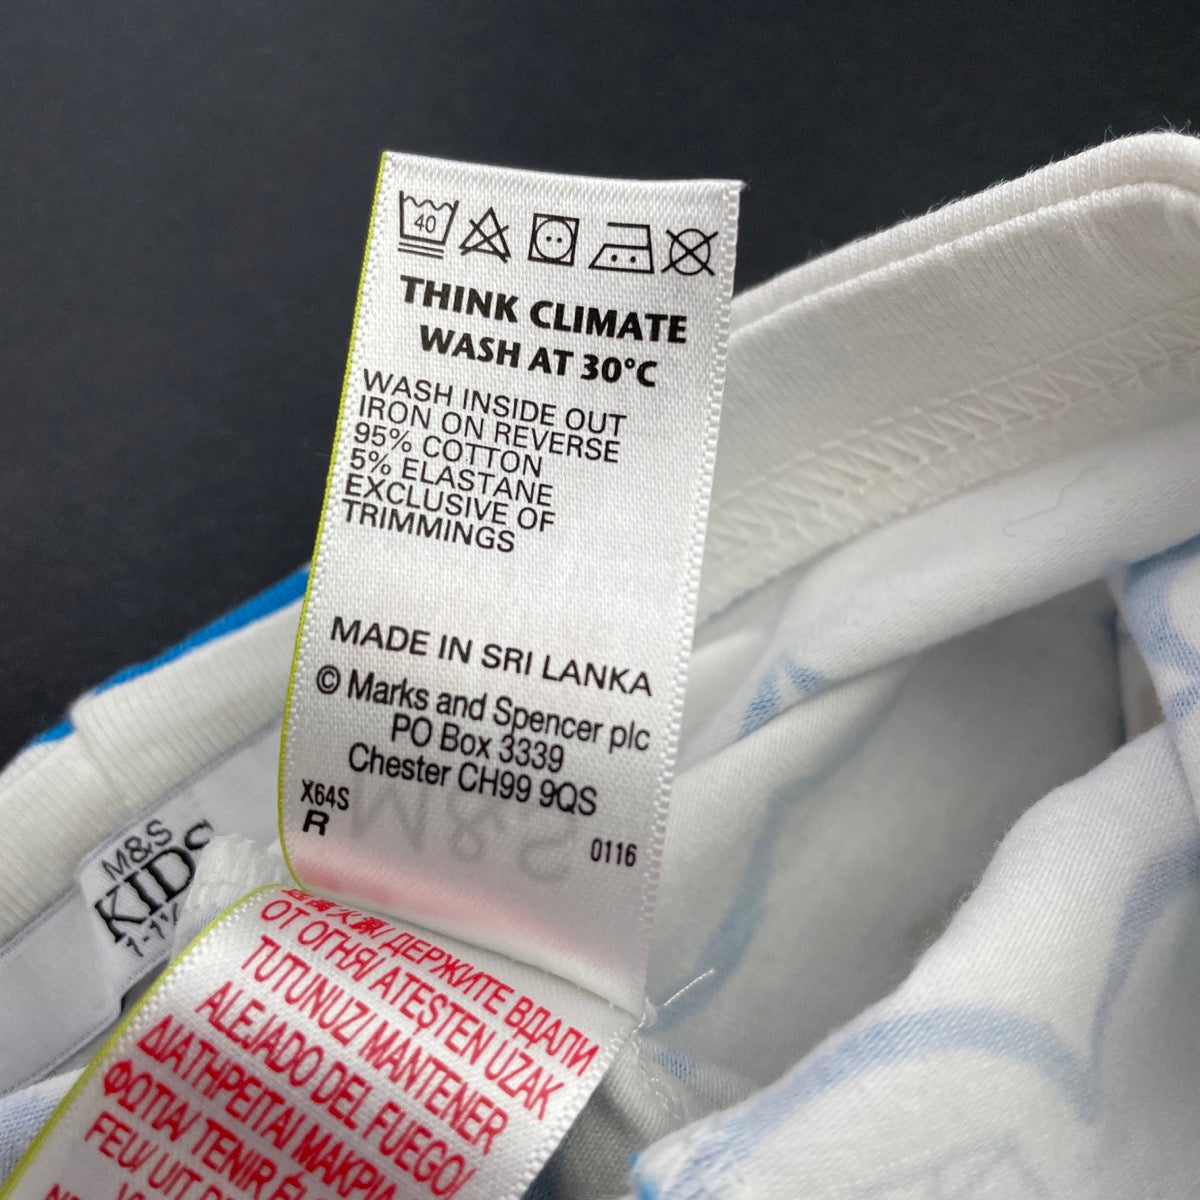 40
THINK CLIMATE
WASH AT 30°C
WASH INSIDE OUT
IRON ON REVERSE
95% COTTON
5% ELASTANE
EXCLUSIVE OF
TRIMMINGS
MADE IN SRI LANKA
© Marks and Spencer plc
PO Box 3339
Chester CH99 9QS
X64S
R
0116
M&S
KIDS
ДЕРЖИТЕ ВДАЛИ
ОТ ОГНЯ/ ATEŞTEN UZAK
TUTUNUZ/ MANTENER
ALEJADO DEL FUEGO/
ΔΙΑΤΗΡΕΙΤΑΙ ΜΑΚΡΙΑ
ΦΩΤΙΑ/ TENIR
FEU/ UIT